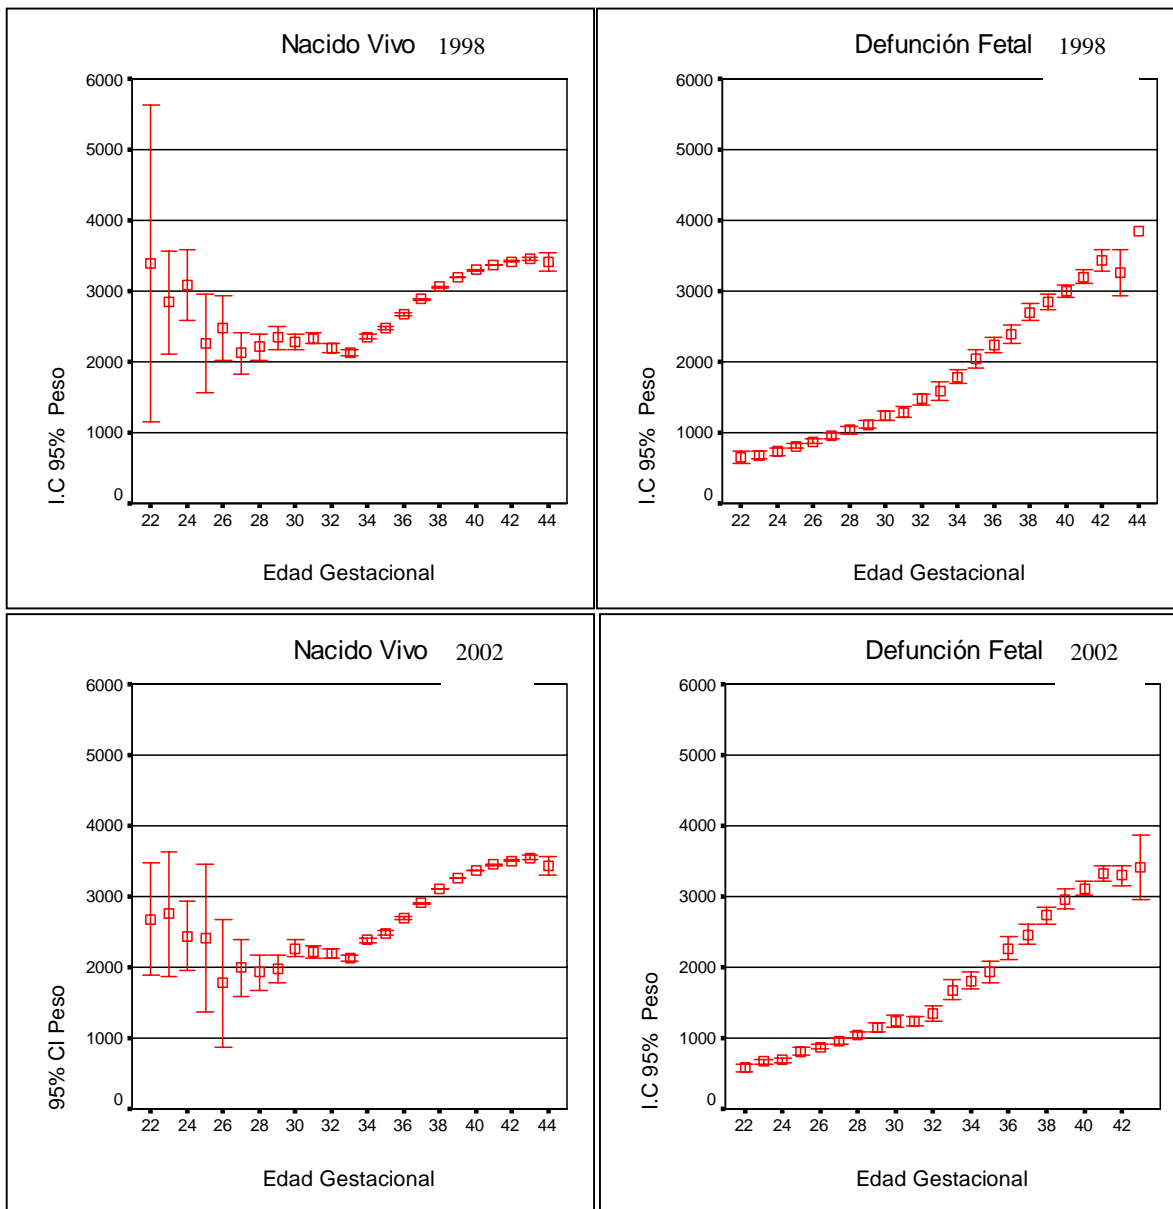 Nacido Vivo 1998
6000
5000
4000
3000
2000
1000
0
I.C 95% Peso
22 24 26 28 30 32 34 36 38 40 42 44
Edad Gestacional
Defunción Fetal 1998
6000
5000
4000
3000
2000
1000
0
I.C 95% Peso
22 24 26 28 30 32 34 36 38 40 42 44
Edad Gestacional
Nacido Vivo 2002
6000
5000
4000
3000
2000
1000
0
95% CI Peso
22 24 26 28 30 32 34 36 38 40 42 44
Edad Gestacional
Defunción Fetal 2002
6000
5000
4000
3000
2000
1000
0
I.C 95% Peso
22 24 26 28 30 32 34 36 38 40 42
Edad Gestacional